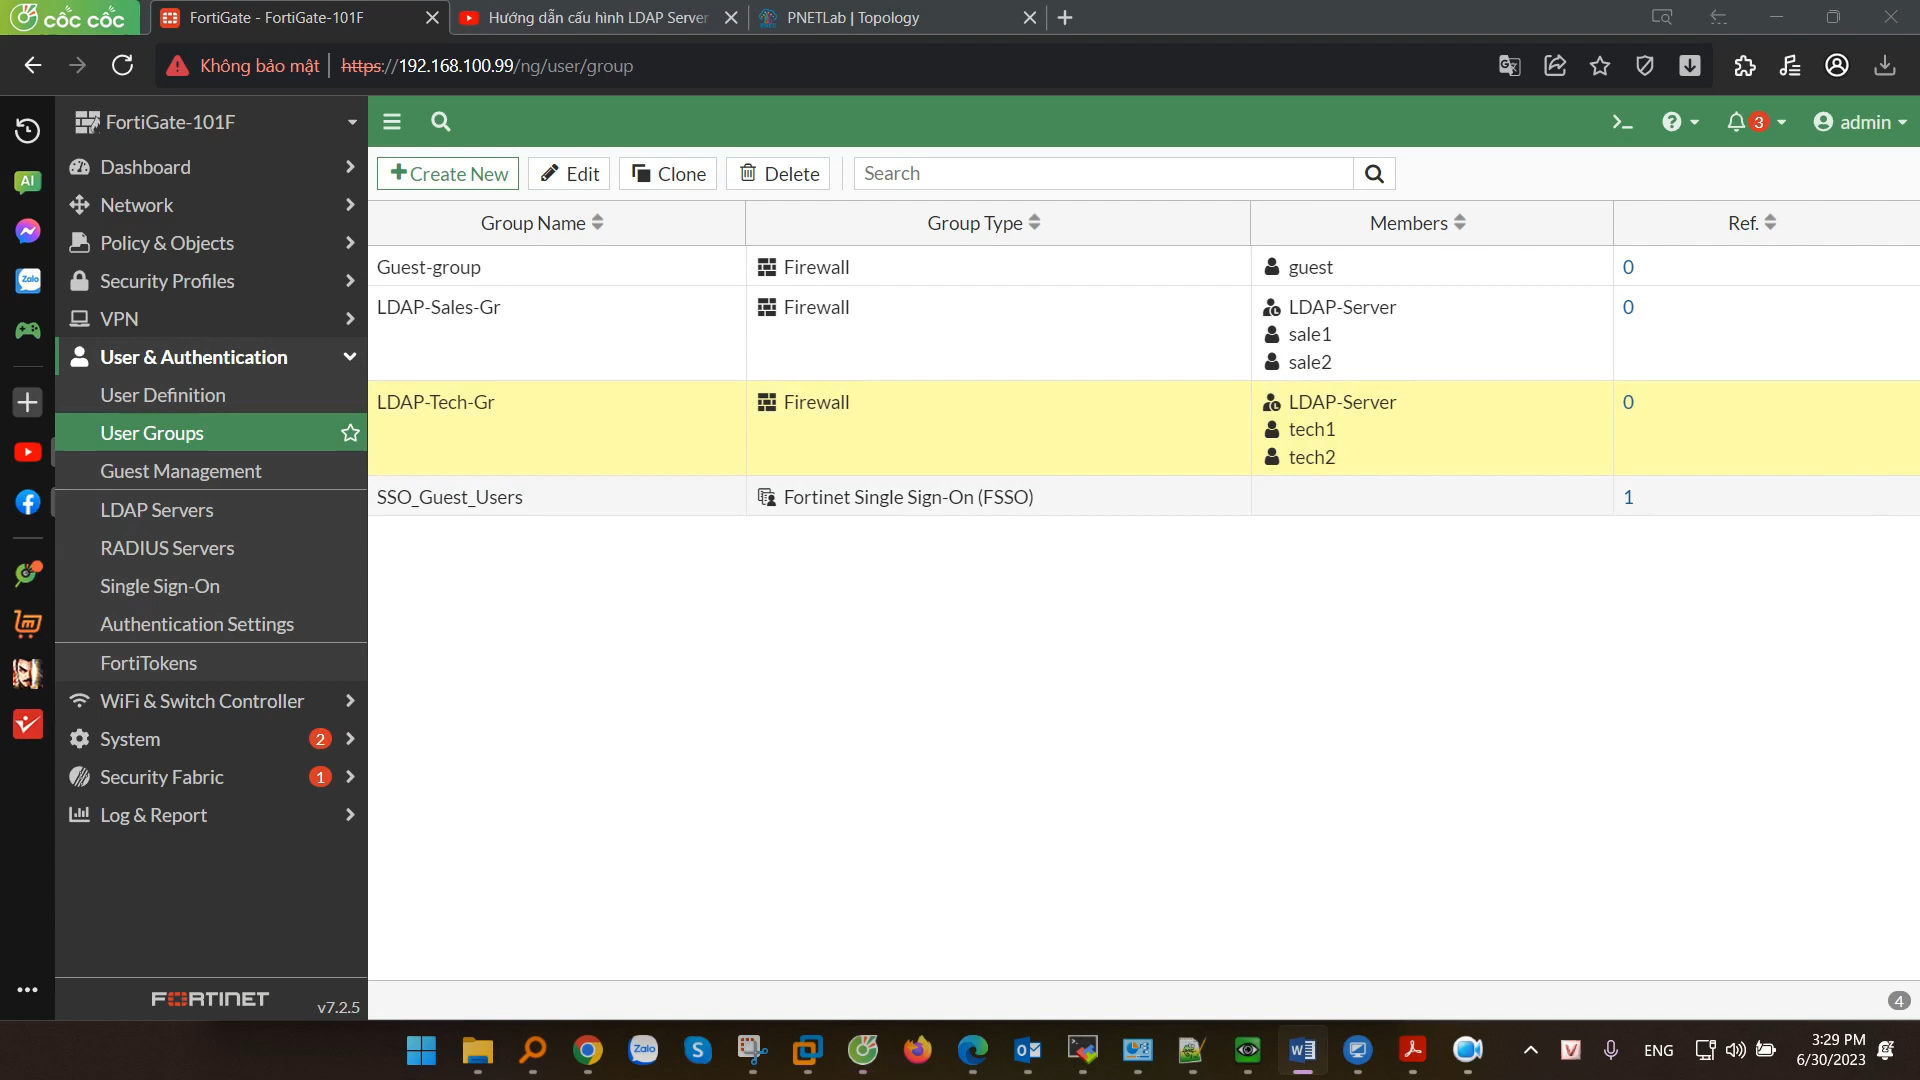 cốc cốc
FortiGate - FortiGate-101F
Hướng dẫn cấu hình LDAP Server
PNETLab | Topology
Không bảo mật
https://192.168.100.99/ng/user/group
FortiGate-101F
3
admin
Dashboard
Network
Policy & Objects
Security Profiles
VPN
User & Authentication
User Definition
User Groups
Guest Management
LDAP Servers
RADIUS Servers
Single Sign-On
Authentication Settings
FortiTokens
WiFi & Switch Controller
System 2
Security Fabric 1
Log & Report
FORTINET
v7.2.5
AI
Zalo
Create New
Edit
Clone
Delete
Search
Group Name Group Type Members Ref.
Guest-group Firewall guest 0
LDAP-Sales-Gr Firewall LDAP-Server 0
sale1
sale2
LDAP-Tech-Gr Firewall LDAP-Server 0
tech1
tech2
SSO_Guest_Users Fortinet Single Sign-On (FSSO) 1
4
Zalo
ENG
3:29 PM
6/30/2023